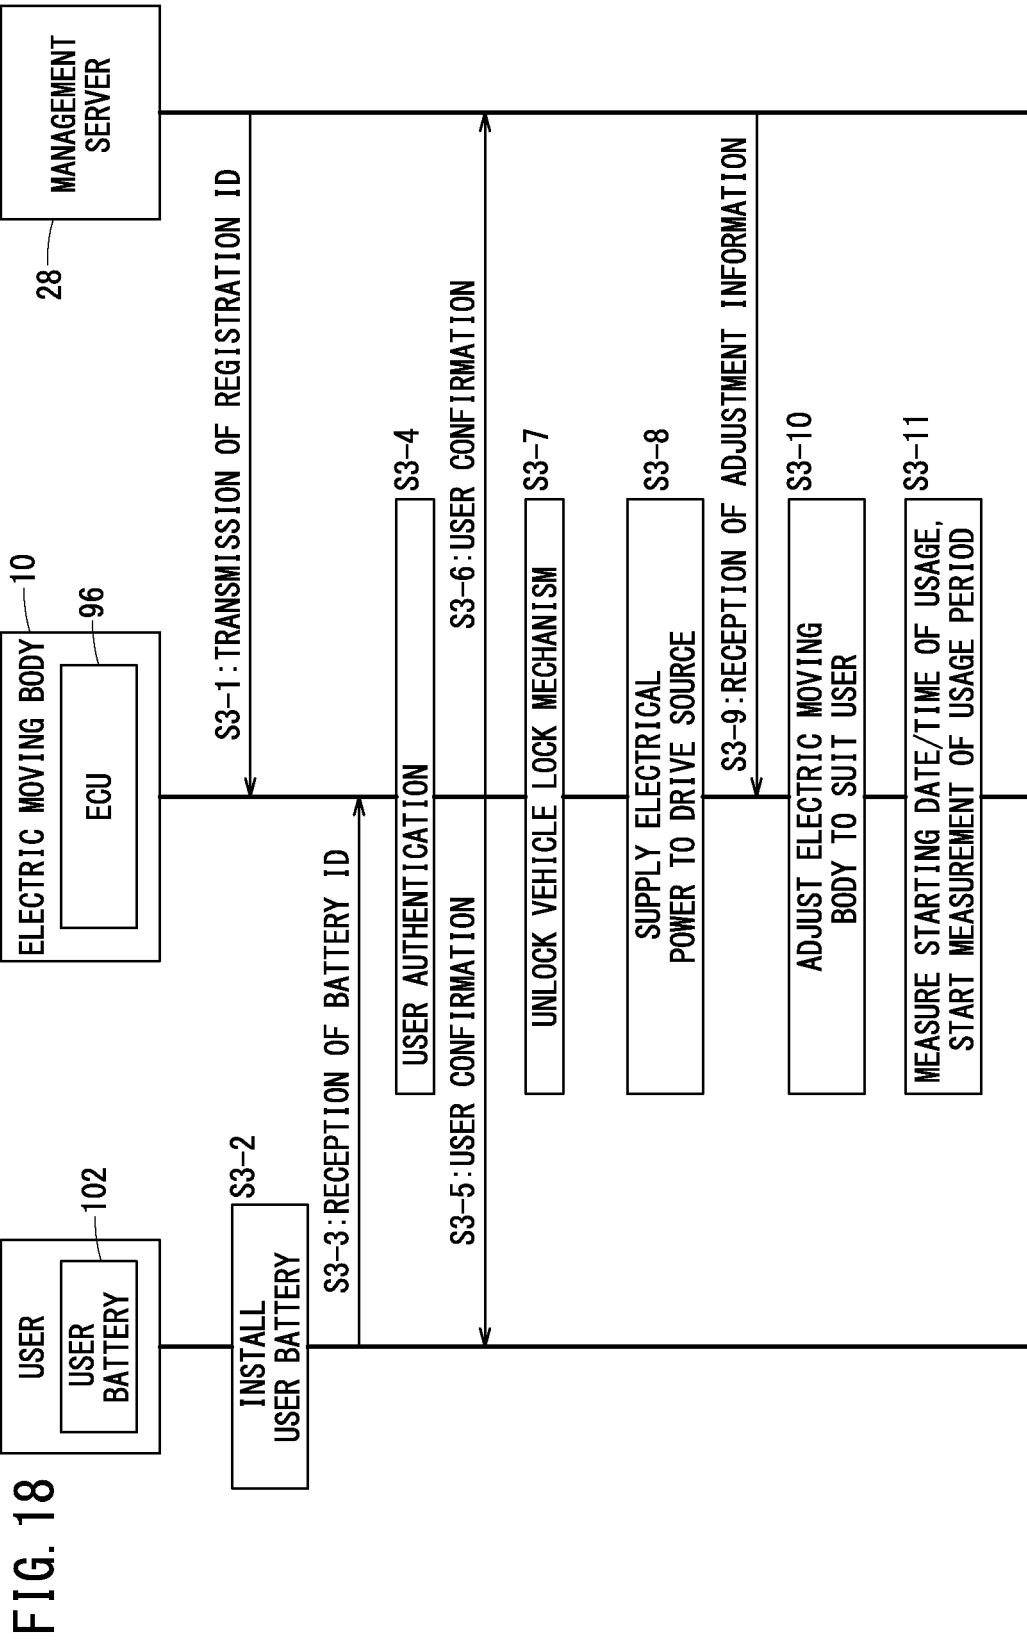 FIG. 18
USER
USER
BATTERY
102
ELECTRIC MOVING BODY
10
ECU
96
MANAGEMENT
SERVER
28
S3-1:TRANSMISSION OF REGISTRATION ID
INSTALL
USER BATTERY
S3-2
S3-3:RECEPTION OF BATTERY ID
USER AUTHENTICATION
S3-4
S3-5:USER CONFIRMATION
S3-6:USER CONFIRMATION
UNLOCK VEHICLE LOCK MECHANISM
S3-7
SUPPLY ELECTRICAL
POWER TO DRIVE SOURCE
S3-8
S3-9:RECEPTION OF ADJUSTMENT INFORMATION
ADJUST ELECTRIC MOVING
BODY TO SUIT USER
S3-10
MEASURE STARTING DATE/TIME OF USAGE,
START MEASUREMENT OF USAGE PERIOD
S3-11